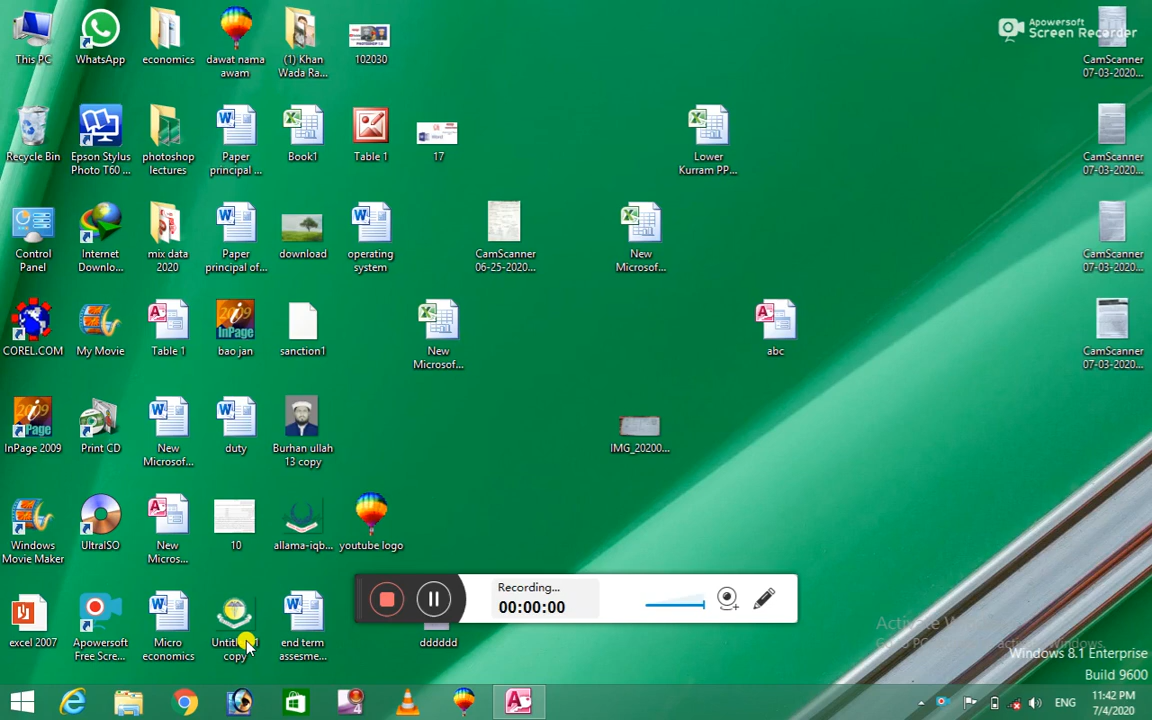 This PC
WhatsApp
economics
dawat nama
awam
(1) Khan
Wada Ra...
102030
Apowersoft
Screen Recorder
CamScanner
07-03-2020...
Recycle Bin
Epson Stylus
Photo T60 ...
photoshop
lectures
Paper
principal ...
Book1
Table 1
17
Lower
Kurram PP...
CamScanner
07-03-2020...
Control
Panel
Internet
Downlo...
mix data
2020
Paper
principal of...
download
operating
system
CamScanner
06-25-2020...
New
Microsof...
CamScanner
07-03-2020...
COREL.COM
My Movie
Table 1
2009
InPage
bao jan
sanction1
New
Microsof...
abc
CamScanner
07-03-2020...
2009
InPage
InPage 2009
Print CD
New
Microsof...
duty
Burhan ullah
13 copy
IMG_20200...
Windows
Movie Maker
UltraISO
New
Micros...
10
allama-iqb...
youtube logo
Recording...
00:00:00
excel 2007
Apowersoft
Free Scre...
Micro
economics
copy
end term
assesme...
dddddd
Windows 8.1 Enterprise
Build 9600
ENG
11:42 PM
7/4/2020